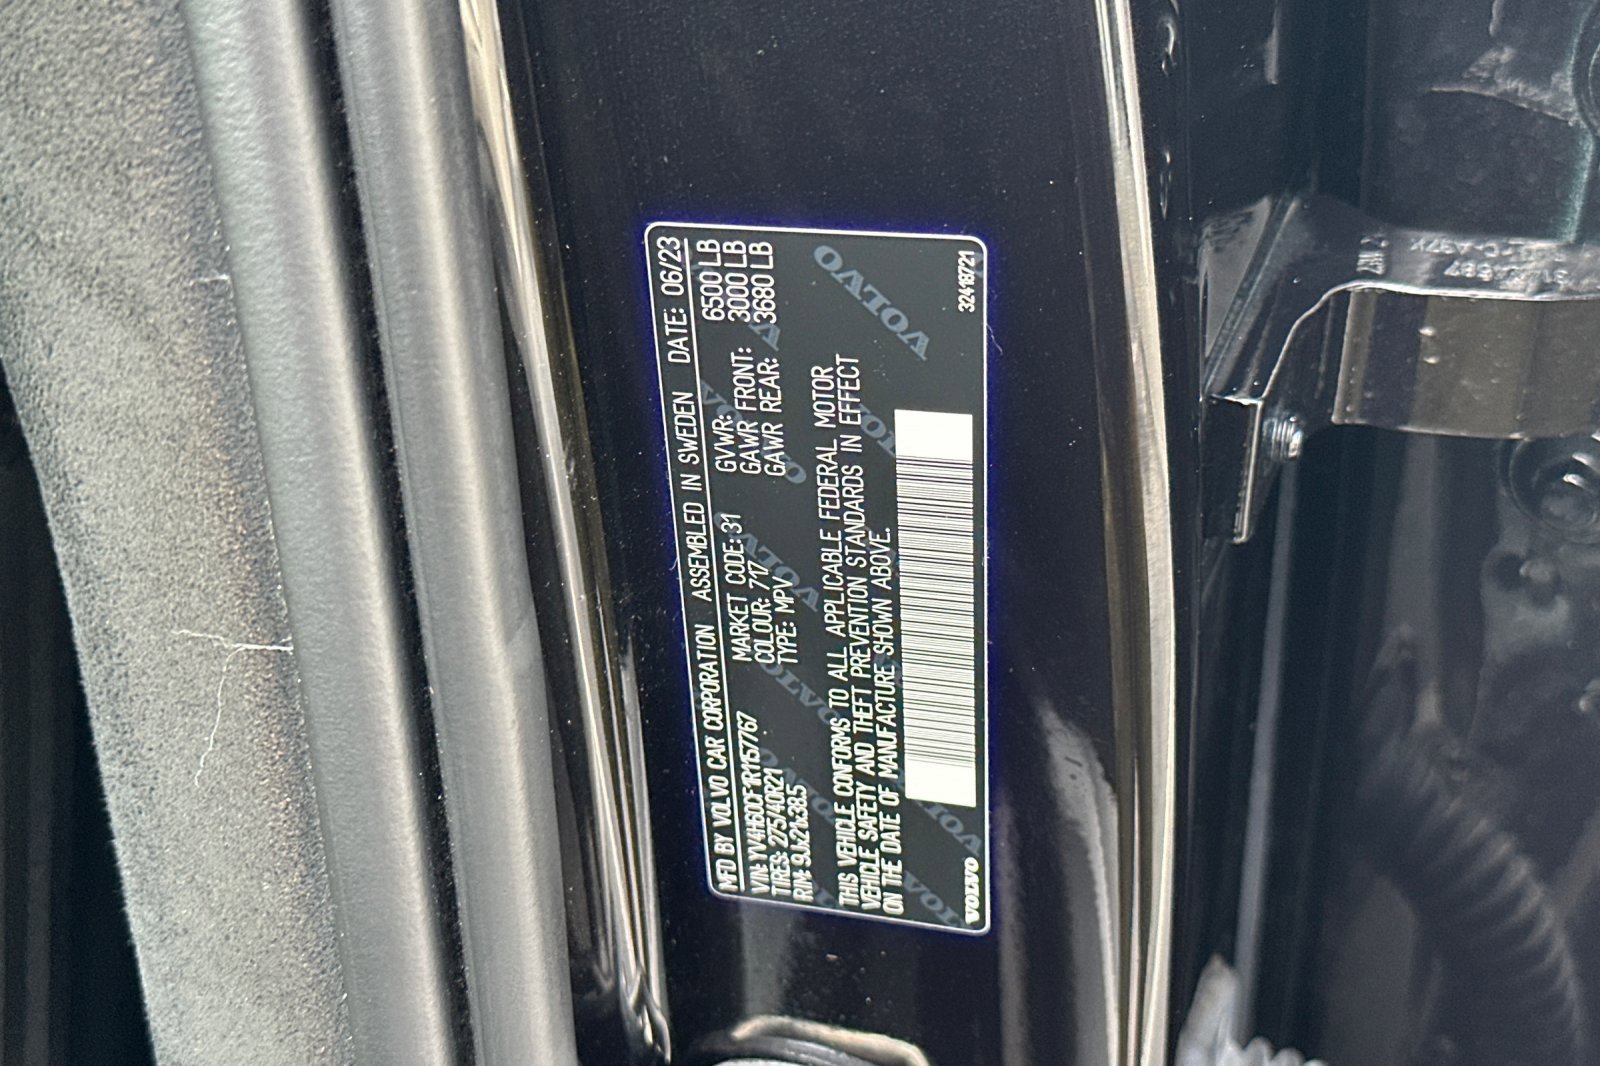 MFD BY VOLVO CAR CORPORATION ASSEMBLED IN SWEDEN DATE: 06/23
VIN: YV4H60CF1R1157767 MARKET CODE: 31 GVWR: 6500 LB
TIRES: 275/40R21 COLOUR: 717 GAWR FRONT: 3000 LB
RIM: 9Jx21x38.5 TYPE: MPV GAWR REAR: 3680 LB
THIS VEHICLE CONFORMS TO ALL APPLICABLE FEDERAL MOTOR
VEHICLE SAFETY AND THEFT PREVENTION STANDARDS IN EFFECT
ON THE DATE OF MANUFACTURE SHOWN ABOVE.
VOLVO 32418721